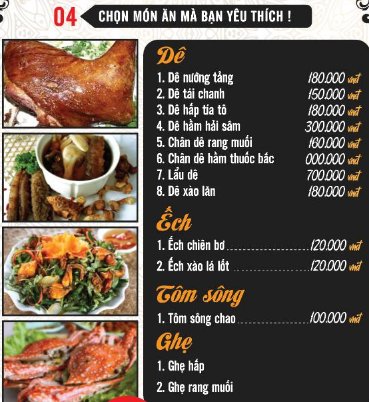 04 CHỌN MÓN ĂN MÀ BẠN YÊU THÍCH !
Dê
1. Dê nướng tảng 180.000 vnđ
2. Dê tái chanh 150.000 vnđ
3. Dê hấp tía tô 180.000 vnđ
4. Dê hầm hải sâm 300.000 vnđ
5. Chân dê rang muối 160.000 vnđ
6. Chân dê hầm thuốc bắc 000.000 vnđ
7. Lẩu dê 700.000 vnđ
8. Dê xào lăn 180.000 vnđ
Ếch
1. Ếch chiên bơ 120.000 vnđ
2. Ếch xào lá lốt 120.000 vnđ
Tôm sông
1. Tôm sông chao 100.000 vnđ
Ghẹ
1. Ghẹ hấp
2. Ghẹ rang muối